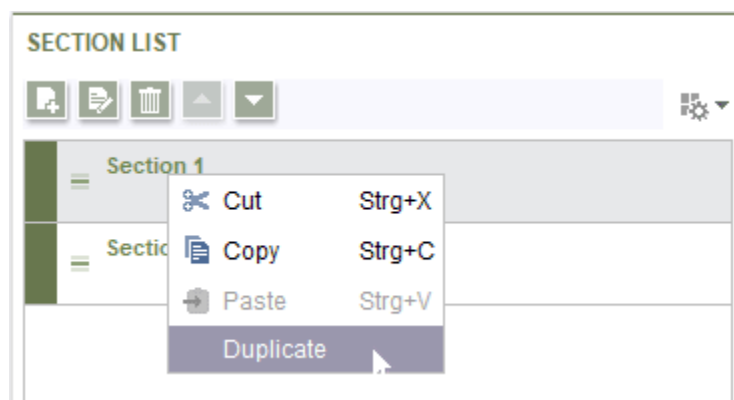 SECTION LIST
Section 1
Cut Strg+X
Copy Strg+C
Paste Strg+V
Duplicate